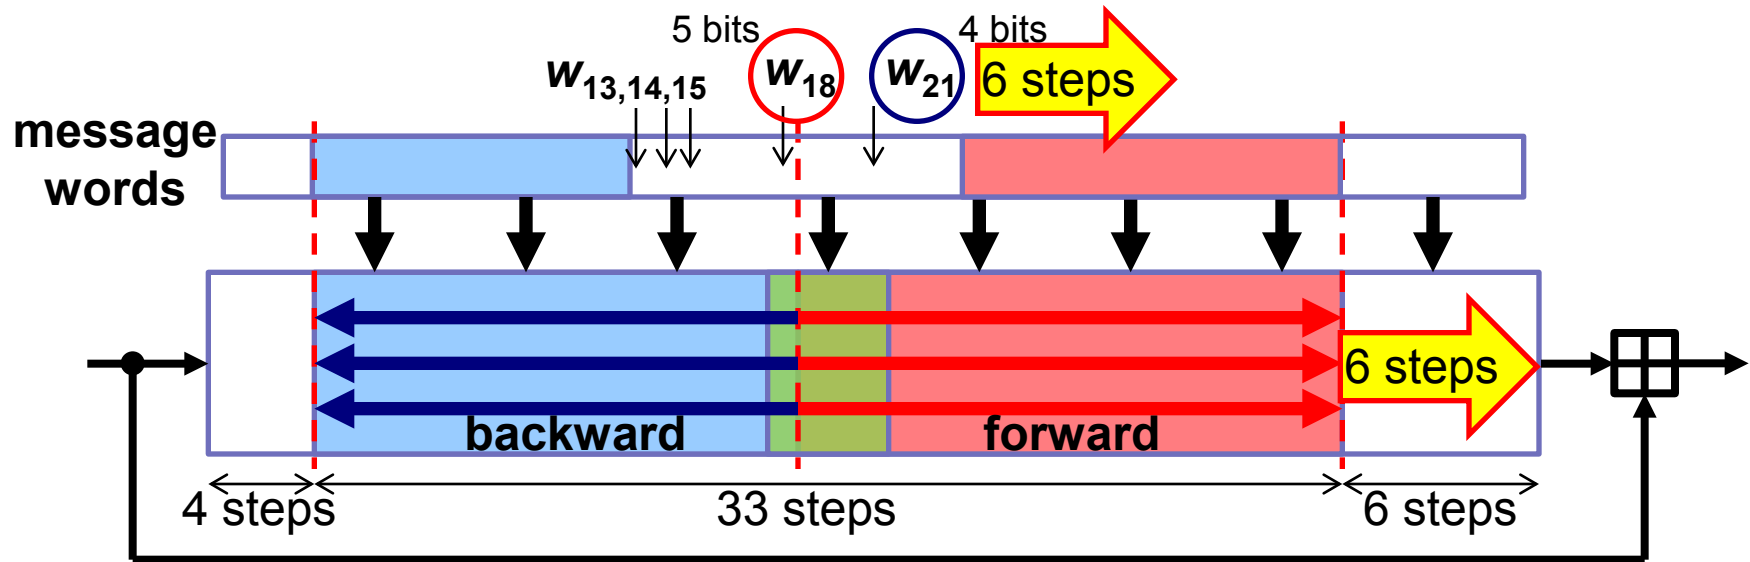 5 bits
4 bits
w13,14,15
w18
w21
6 steps
message
words
6 steps
backward
forward
4 steps
33 steps
6 steps